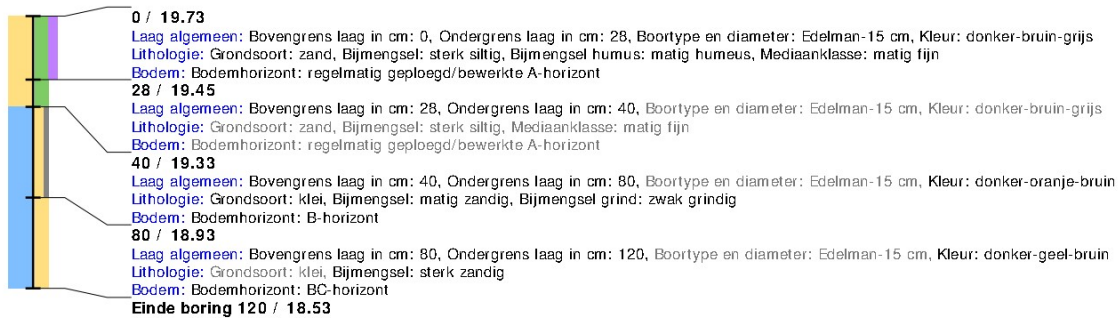 0 / 19.73
Laag algemeen: Bovengrens laag in cm: 0, Ondergrens laag in cm: 28, Boortype en diameter: Edelman-15 cm, Kleur: donker-bruin-grijs
Lithologie: Grondsoort: zand, Bijmengsel: sterk siltig, Bijmengsel humus: matig humeus, Mediaanklasse: matig fijn
Bodem: Bodemhorizont: regelmatig geploegd/bewerkte A-horizont
28 / 19.45
Laag algemeen: Bovengrens laag in cm: 28, Ondergrens laag in cm: 40, Boortype en diameter: Edelman-15 cm, Kleur: donker-bruin-grijs
Lithologie: Grondsoort: zand, Bijmengsel: sterk siltig, Mediaanklasse: matig fijn
Bodem: Bodemhorizont: regelmatig geploegd/bewerkte A-horizont
40 / 19.33
Laag algemeen: Bovengrens laag in cm: 40, Ondergrens laag in cm: 80, Boortype en diameter: Edelman-15 cm, Kleur: donker-oranje-bruin
Lithologie: Grondsoort: klei, Bijmengsel: matig zandig, Bijmengsel grind: zwak grindig
Bodem: Bodemhorizont: B-horizont
80 / 18.93
Laag algemeen: Bovengrens laag in cm: 80, Ondergrens laag in cm: 120, Boortype en diameter: Edelman-15 cm, Kleur: donker-geel-bruin
Lithologie: Grondsoort: klei, Bijmengsel: sterk zandig
Bodem: Bodemhorizont: BC-horizont
Einde boring 120 / 18.53